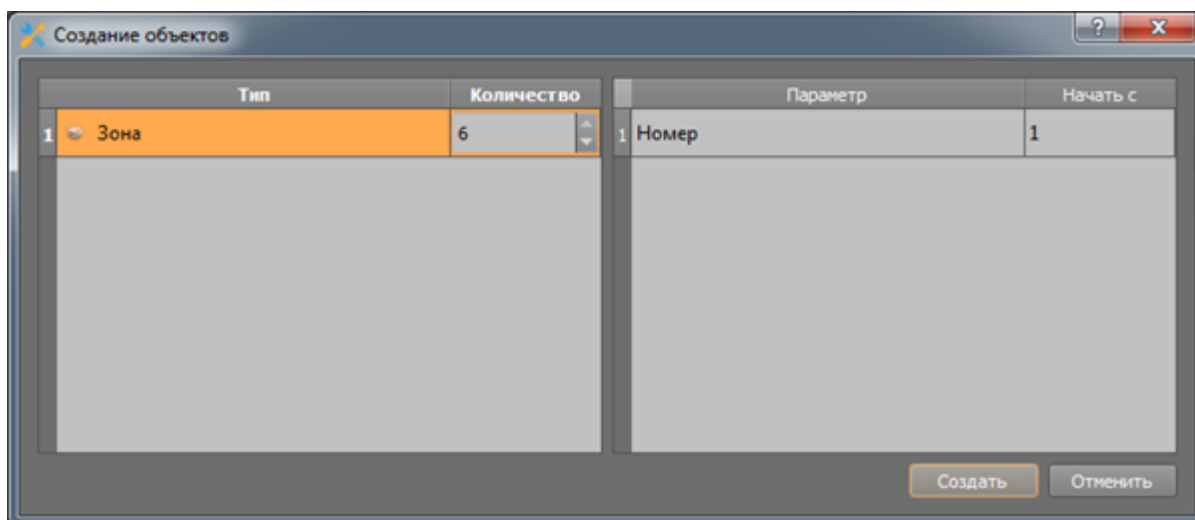 Создание объектов
?
Тип Количество Параметр Начать с
1 Зона 6 1 Номер 1
Создать Отменить